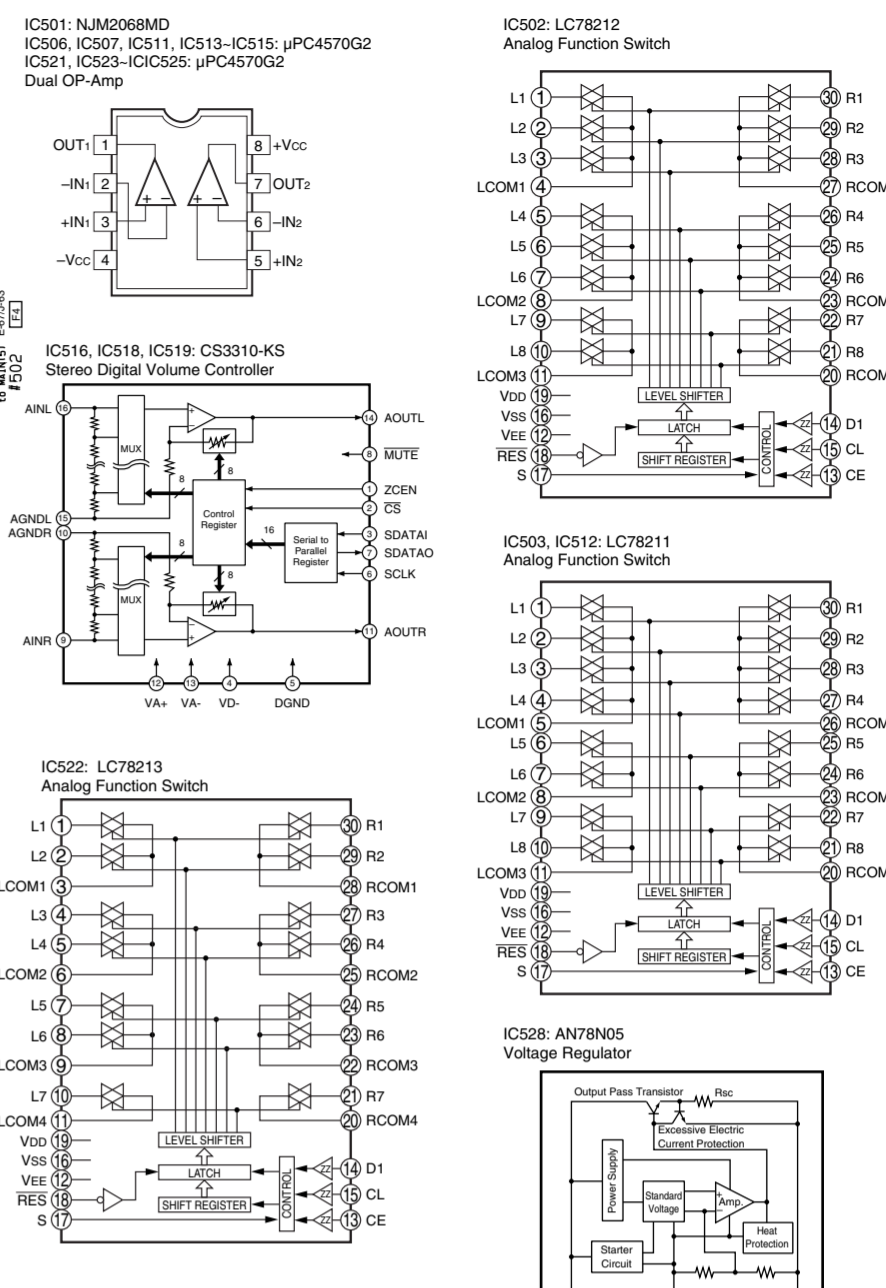 IC501: NJM2068MD
IC506, IC507, IC511, IC513~IC515: µPC4570G2
IC521, IC523~ICIC525: µPC4570G2
Dual OP-Amp
OUT1 1
8 +VCC
–IN1 2
7 OUT2
+IN1 3
6 –IN2
–VCC 4
5 +IN2
+ –
+ –
F4
#502
IC516, IC518, IC519: CS3310-KS
Stereo Digital Volume Controller
AINL 16
14 AOUTL
MUX
8
8 MUTE
8
1 ZCEN
2 CS
Control
Register
AGNDL 15
AGNDR 10
16
Serial to
Parallel
Register
3 SDATAI
7 SDATAO
6 SCLK
8
8
MUX
AINR 9
11 AOUTR
12 13 4 5
VA+ VA- VD- DGND
IC522: LC78213
Analog Function Switch
L1 1
30 R1
L2 2
29 R2
LCOM1 3
28 RCOM1
L3 4
27 R3
L4 5
26 R4
LCOM2 6
25 RCOM2
L5 7
24 R5
L6 8
23 R6
LCOM3 9
22 RCOM3
L7 10
21 R7
LCOM4 11
20 RCOM4
VDD 19
LEVEL SHIFTER
VSS 16
VEE 12
LATCH
14 D1
RES 18
SHIFT REGISTER
CONTROL
15 CL
S 17
13 CE
IC502: LC78212
Analog Function Switch
L1 1
30 R1
L2 2
29 R2
L3 3
28 R3
LCOM1 4
27 RCOM
L4 5
26 R4
L5 6
25 R5
L6 7
24 R6
LCOM2 8
23 RCOM
L7 9
22 R7
L8 10
21 R8
LCOM3 11
20 RCOM
VDD 19
LEVEL SHIFTER
VSS 16
VEE 12
LATCH
14 D1
RES 18
SHIFT REGISTER
CONTROL
15 CL
S 17
13 CE
IC503, IC512: LC78211
Analog Function Switch
L1 1
30 R1
L2 2
29 R2
L3 3
28 R3
L4 4
27 R4
LCOM1 5
26 RCOM
L5 6
25 R5
L6 7
24 R6
LCOM2 8
23 RCOM
L7 9
22 R7
L8 10
21 R8
LCOM3 11
20 RCOM
VDD 19
LEVEL SHIFTER
VSS 16
VEE 12
LATCH
14 D1
RES 18
SHIFT REGISTER
CONTROL
15 CL
S 17
13 CE
IC528: AN78N05
Voltage Regulator
Output Pass Transistor
Rsc
Excessive Electric
Current Protection
Power Supply
Standard
Voltage
+
Amp.
–
Heat
Protection
Starter
Circuit